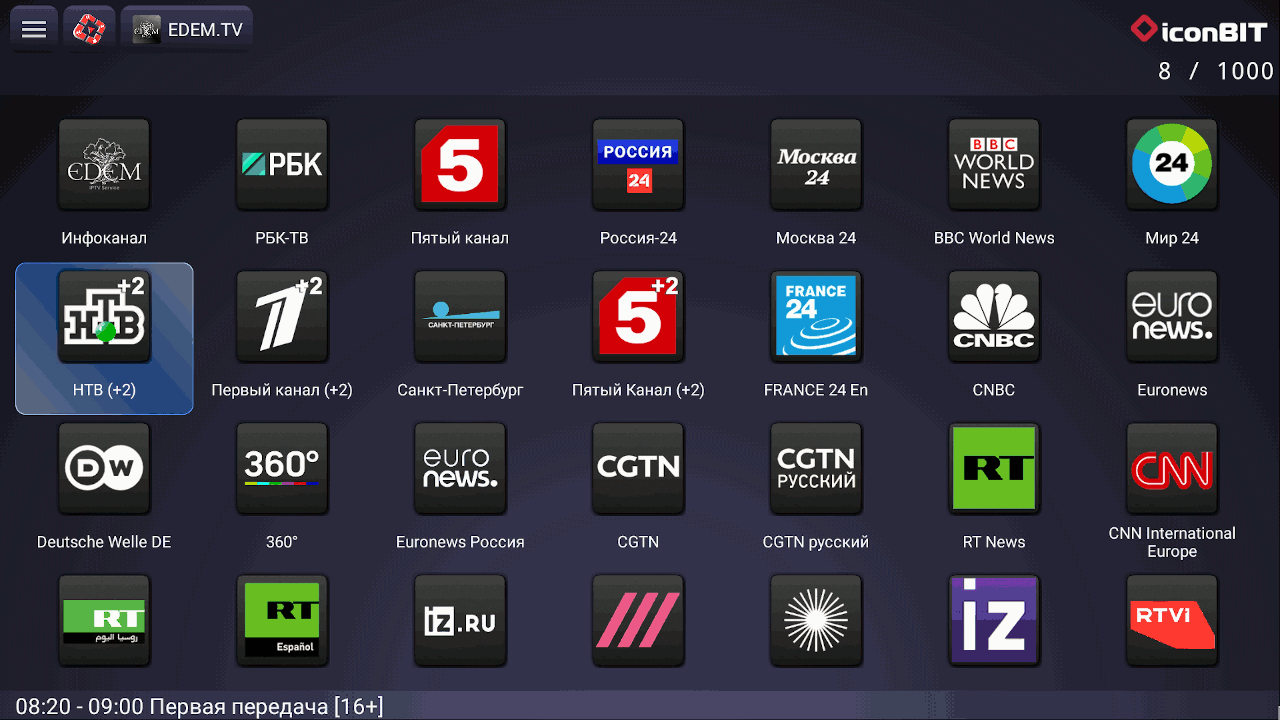 EDEM EDEM.TV
iconBIT
8 / 1000
EDEM
IPTV Service
РБК
5
РОССИЯ
24
Москва
24
BBC
WORLD
NEWS
24
Инфоканал
РБК-ТВ
Пятый канал
Россия-24
Москва 24
BBC World News
Мир 24
НТВ +2
1 +2
САНКТ-ПЕТЕРБУРГ
5 +2
FRANCE
24
CNBC
euro
news.
НТВ (+2)
Первый канал (+2)
Санкт-Петербург
Пятый Канал (+2)
FRANCE 24 En
CNBC
Euronews
DW
360°
euro
news.
CGTN
CGTN
РУССКИЙ
RT
CNN
Deutsche Welle DE
360°
Euronews Россия
CGTN
CGTN русский
RT News
CNN International
Europe
RT
روسيا اليوم
RT
Español
iz.RU
iz
RTVi
08:20 - 09:00 Первая передача [16+]